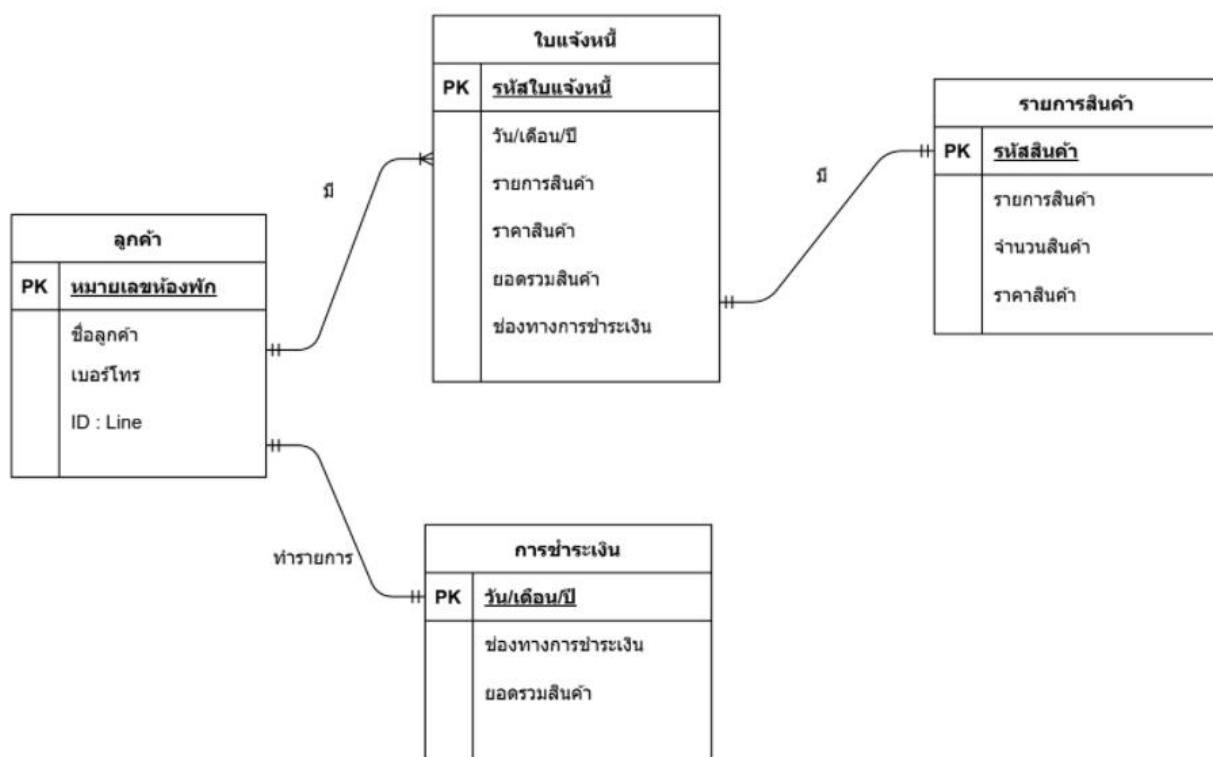 ใบแจ้งหนี้
PK รหัสใบแจ้งหนี้
วัน/เดือน/ปี
รายการสินค้า
ราคาสินค้า
ยอดรวมสินค้า
ช่องทางการชำระเงิน
รายการสินค้า
PK รหัสสินค้า
รายการสินค้า
จำนวนสินค้า
ราคาสินค้า
มี
มี
ลูกค้า
PK หมายเลขห้องพัก
ชื่อลูกค้า
เบอร์โทร
ID : Line
ทำรายการ
การชำระเงิน
PK วัน/เดือน/ปี
ช่องทางการชำระเงิน
ยอดรวมสินค้า